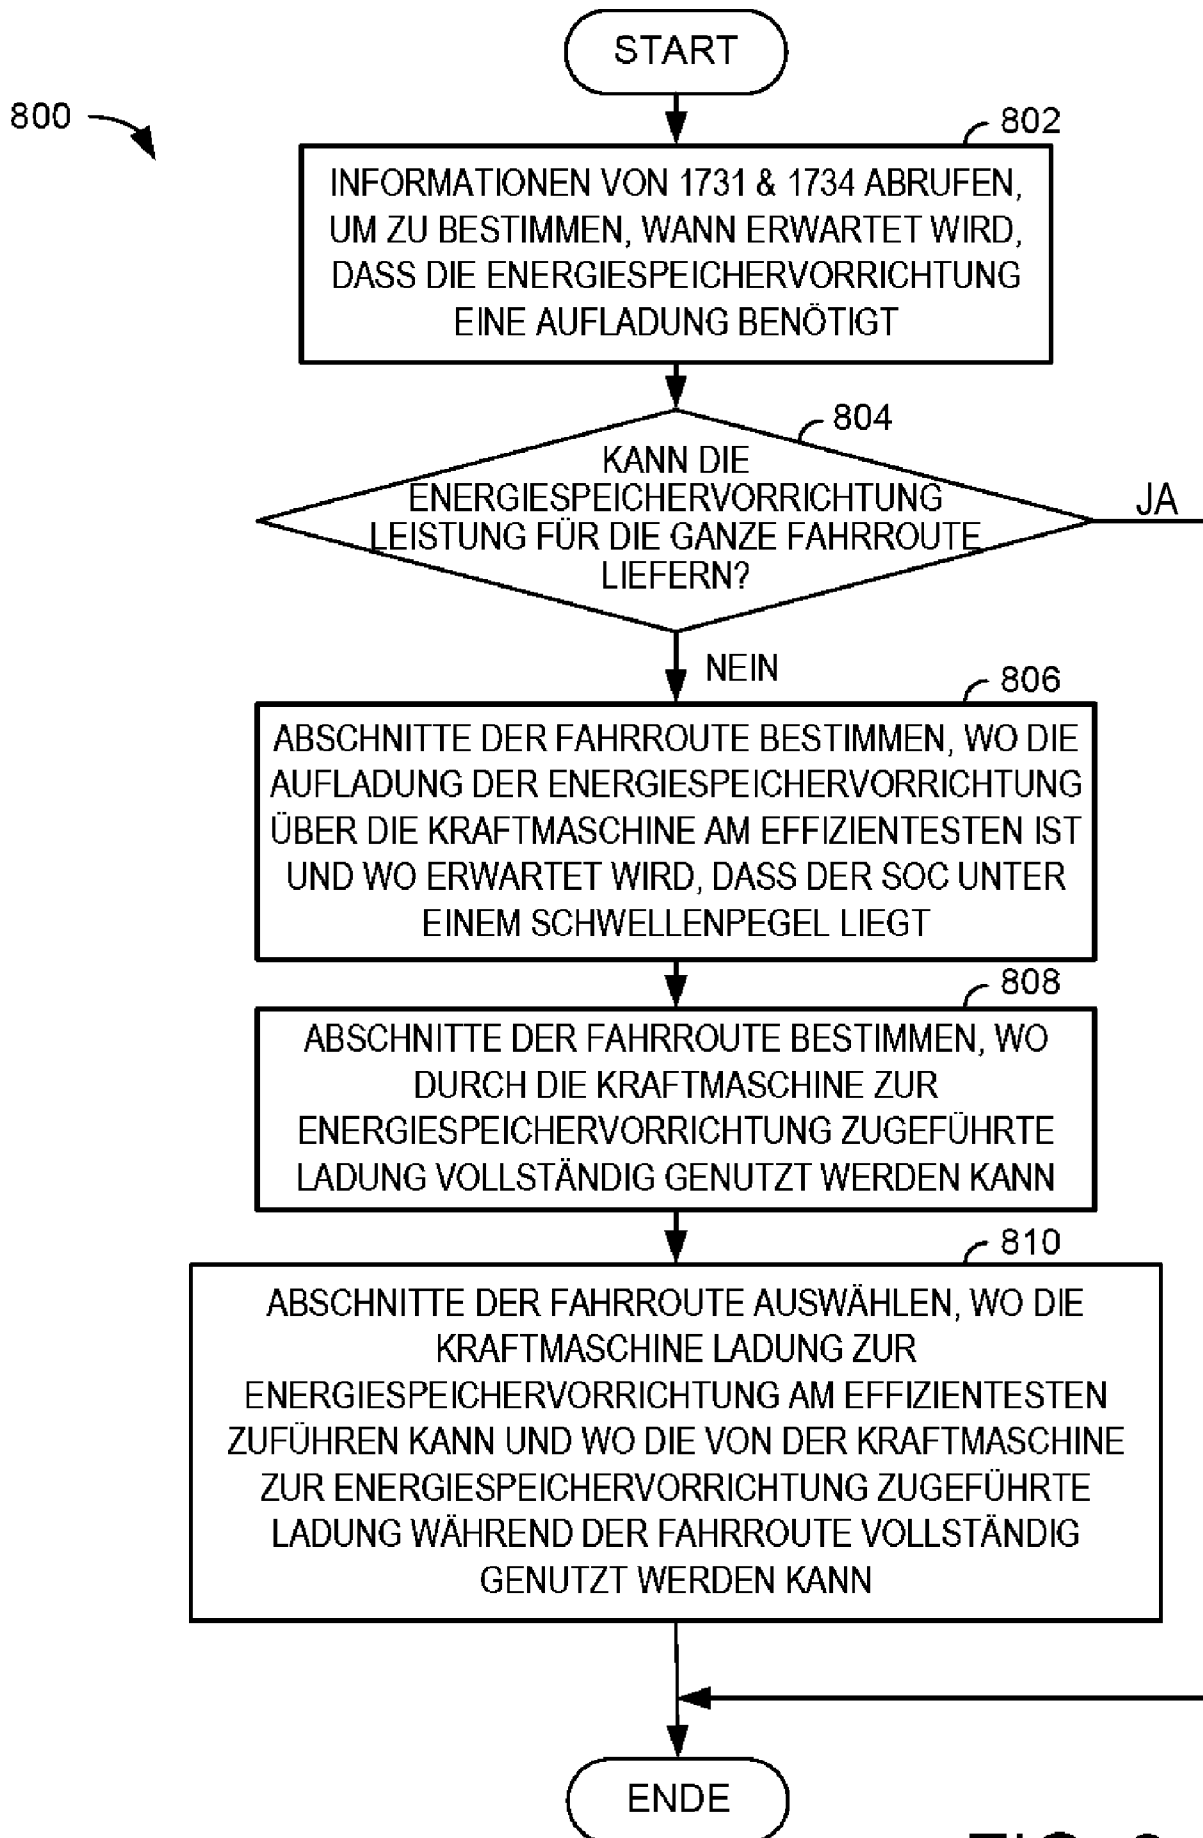 START
800
802
INFORMATIONEN VON 1731 & 1734 ABRUFEN,
UM ZU BESTIMMEN, WANN ERWARTET WIRD,
DASS DIE ENERGIESPEICHERVORRICHTUNG
EINE AUFLADUNG BENÖTIGT
804
KANN DIE
ENERGIESPEICHERVORRICHTUNG
LEISTUNG FÜR DIE GANZE FAHRROUTE
LIEFERN?
JA
NEIN
806
ABSCHNITTE DER FAHRROUTE BESTIMMEN, WO DIE
AUFLADUNG DER ENERGIESPEICHERVORRICHTUNG
ÜBER DIE KRAFTMASCHINE AM EFFIZIENTESTEN IST
UND WO ERWARTET WIRD, DASS DER SOC UNTER
EINEM SCHWELLENPEGEL LIEGT
808
ABSCHNITTE DER FAHRROUTE BESTIMMEN, WO
DURCH DIE KRAFTMASCHINE ZUR
ENERGIESPEICHERVORRICHTUNG ZUGEFÜHRTE
LADUNG VOLLSTÄNDIG GENUTZT WERDEN KANN
810
ABSCHNITTE DER FAHRROUTE AUSWÄHLEN, WO DIE
KRAFTMASCHINE LADUNG ZUR
ENERGIESPEICHERVORRICHTUNG AM EFFIZIENTESTEN
ZUFÜHREN KANN UND WO DIE VON DER KRAFTMASCHINE
ZUR ENERGIESPEICHERVORRICHTUNG ZUGEFÜHRTE
LADUNG WÄHREND DER FAHRROUTE VOLLSTÄNDIG
GENUTZT WERDEN KANN
ENDE